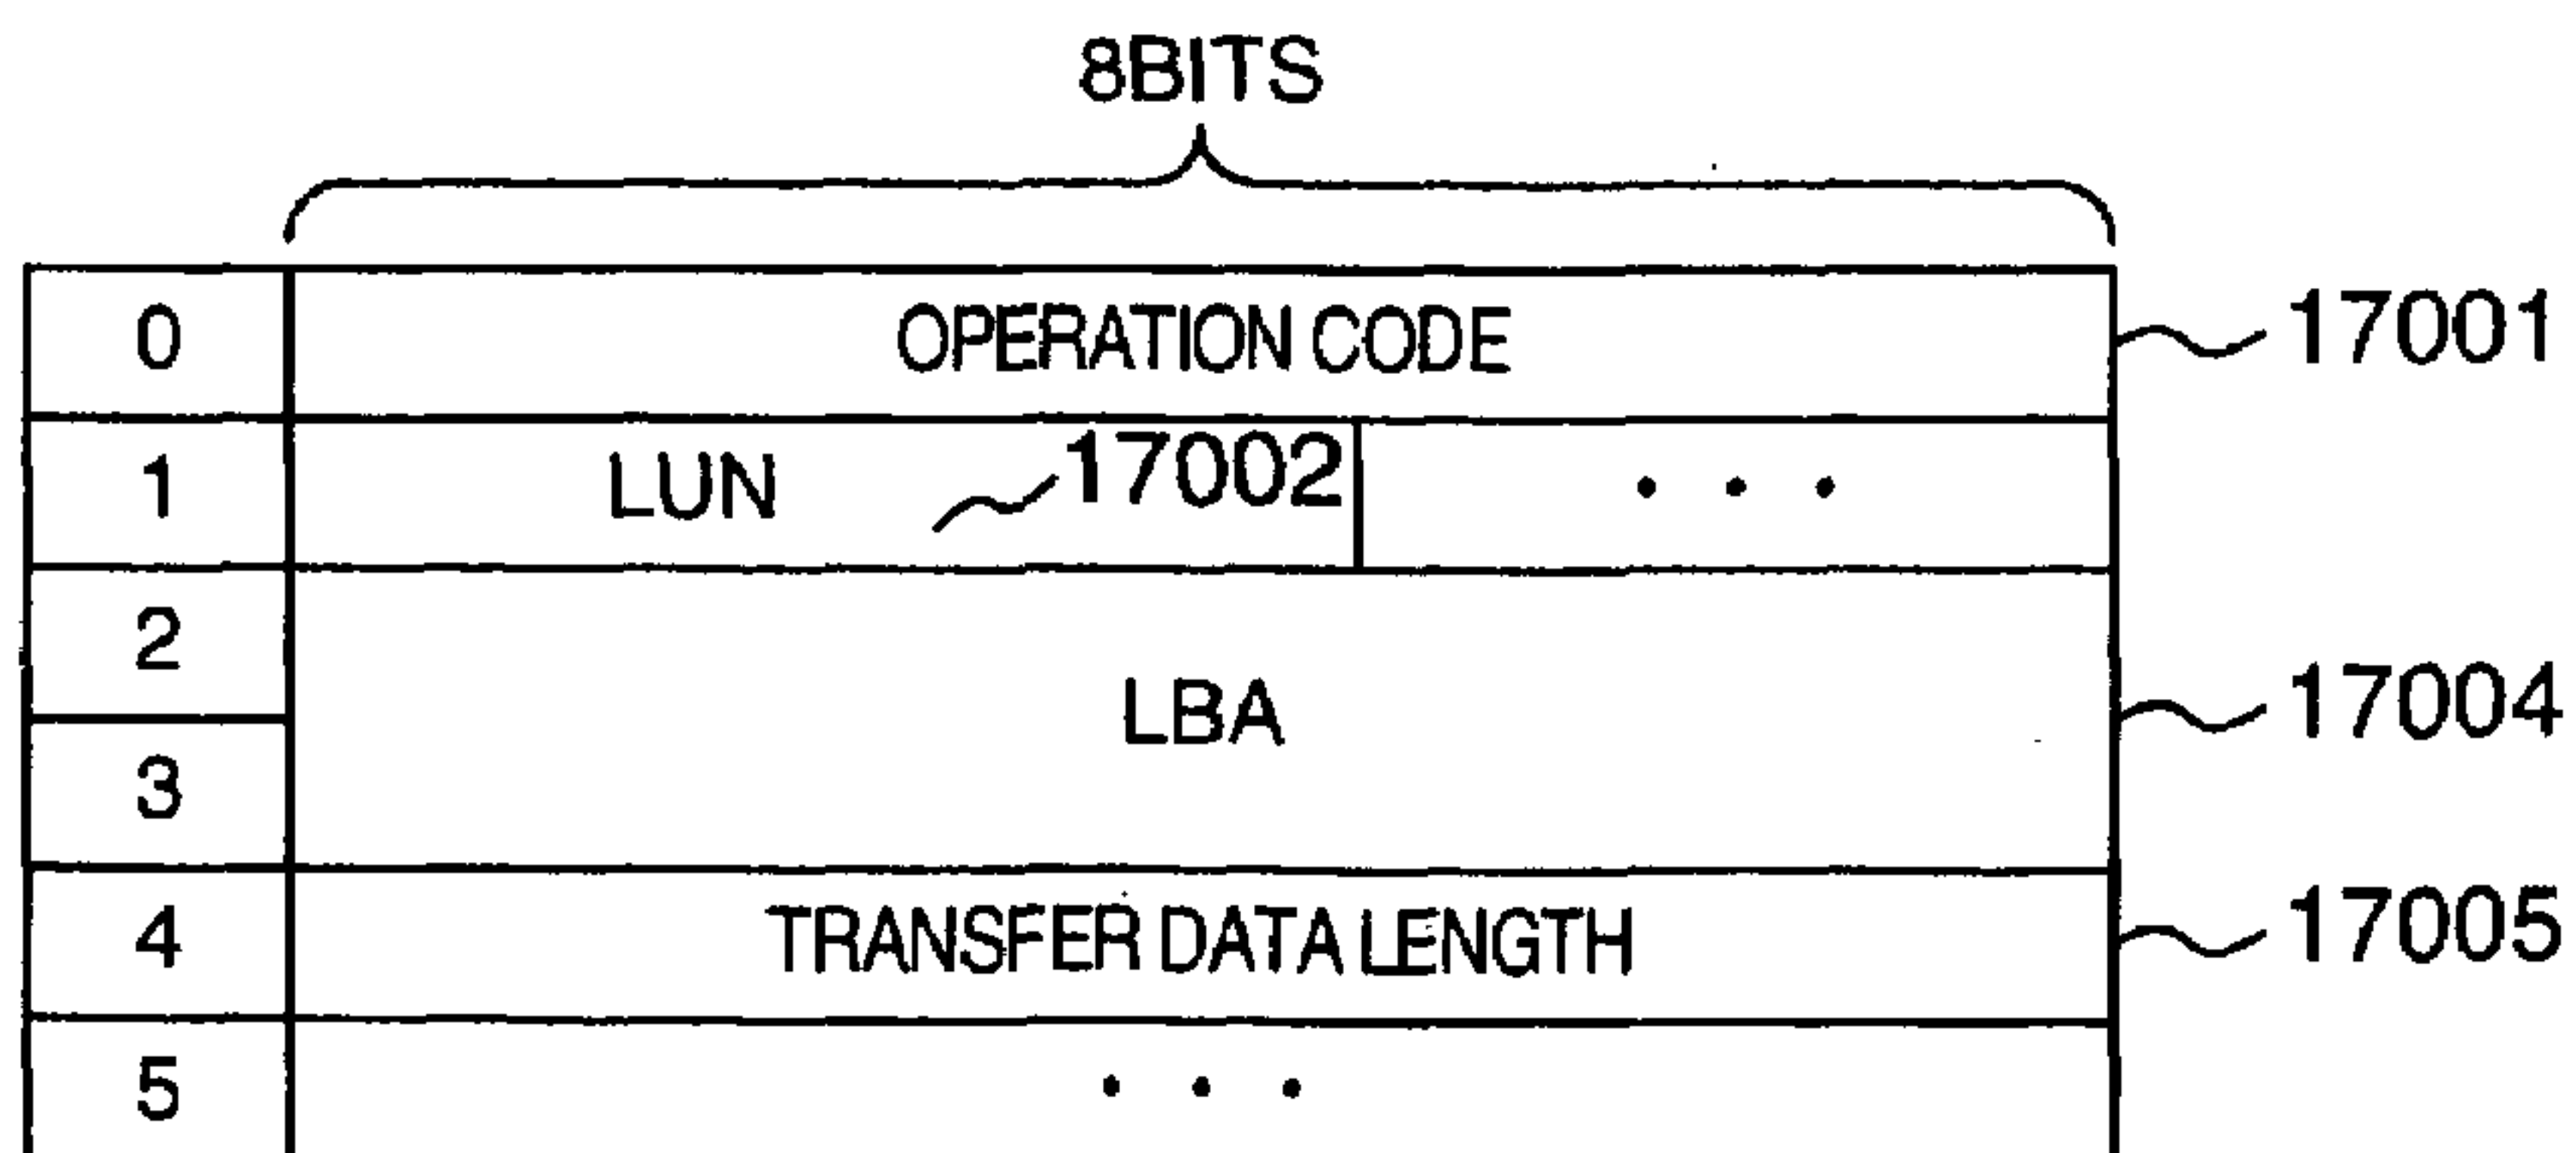 8BITS
0 OPERATION CODE 17001
1 LUN 17002 • • •
2
LBA 17004
3
4 TRANSFER DATA LENGTH 17005
5 • • •